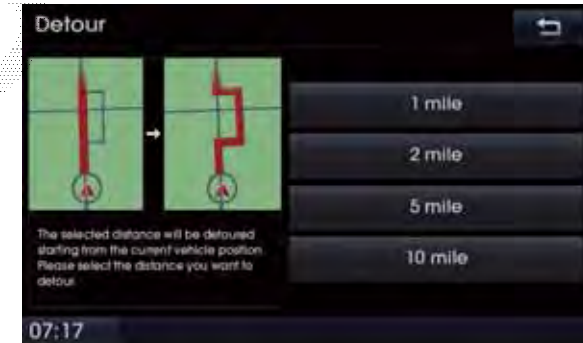 Detour
1 mile
2 mile
5 mile
10 mile
The selected distance will be detoured
starting from the current vehicle position.
Please select the distance you want to
detour.
07:17